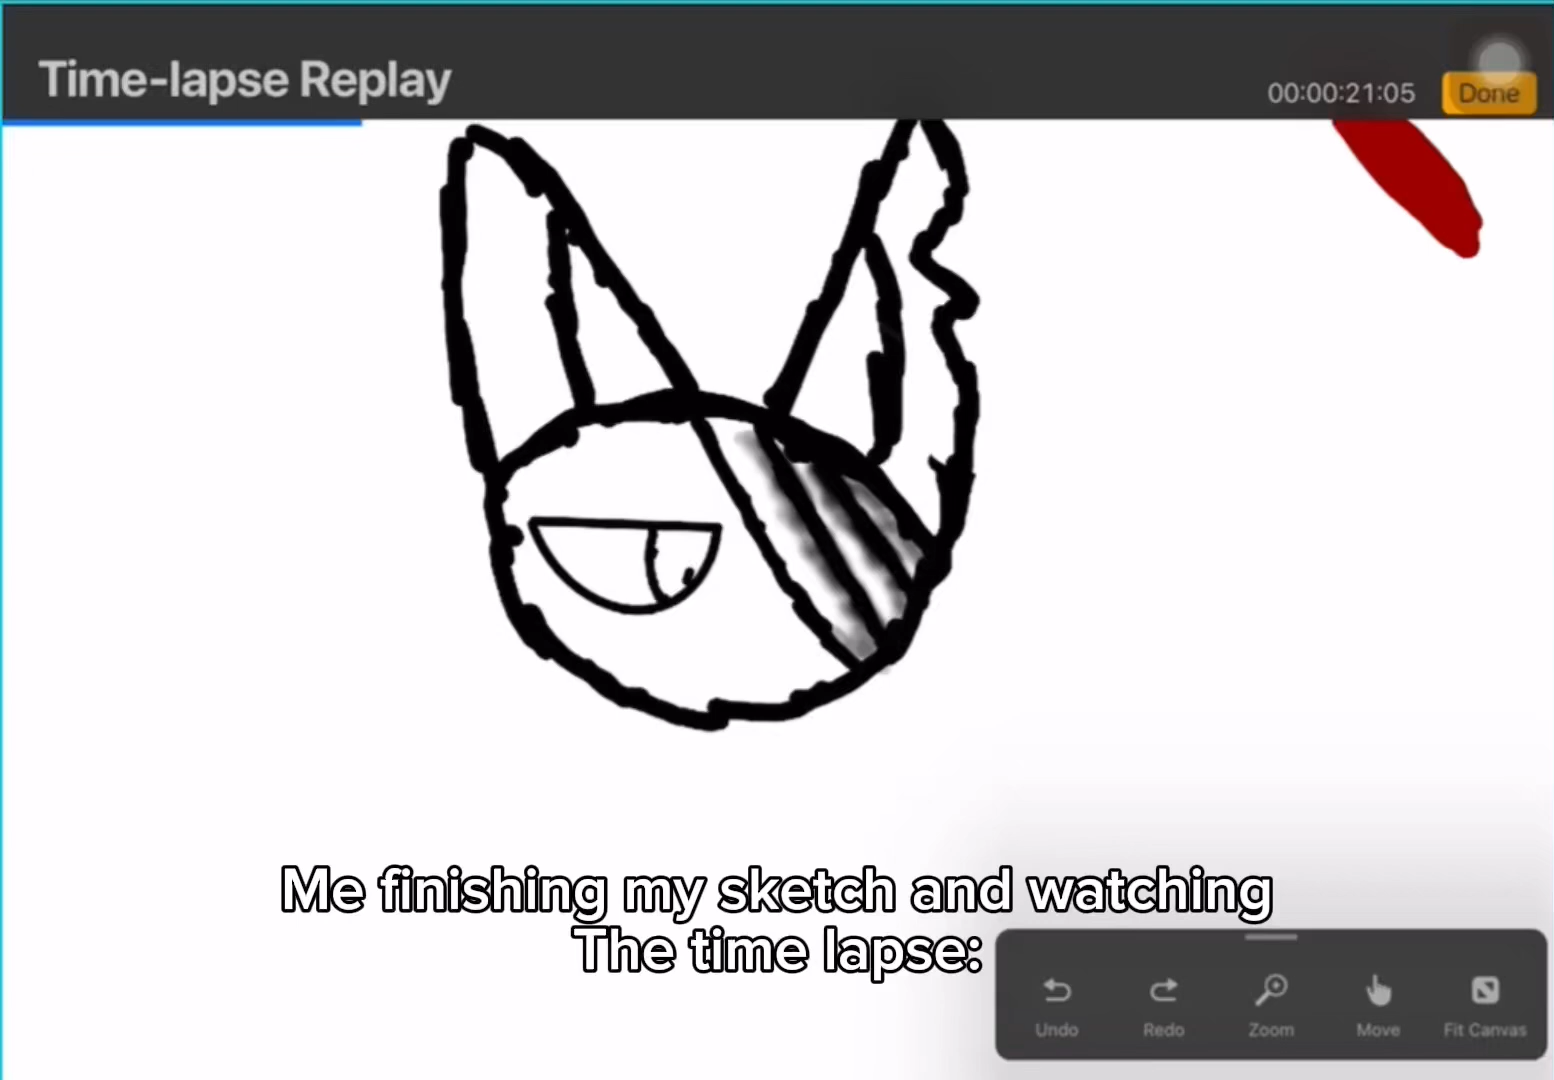 Time-lapse Replay
00:00:21:05
Done
Me finishing my sketch and watching
The time lapse:
Undo
Redo
Zoom
Move
Fit Canvas